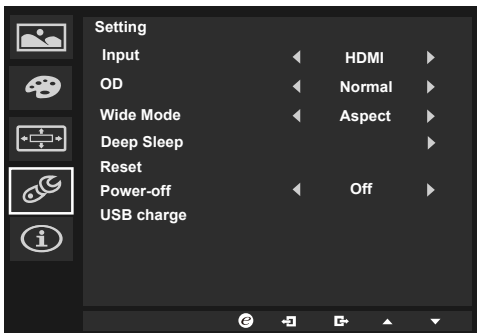 Setting
Input HDMI
OD Normal
Wide Mode Aspect
Deep Sleep
Reset
Power-off Off
USB charge